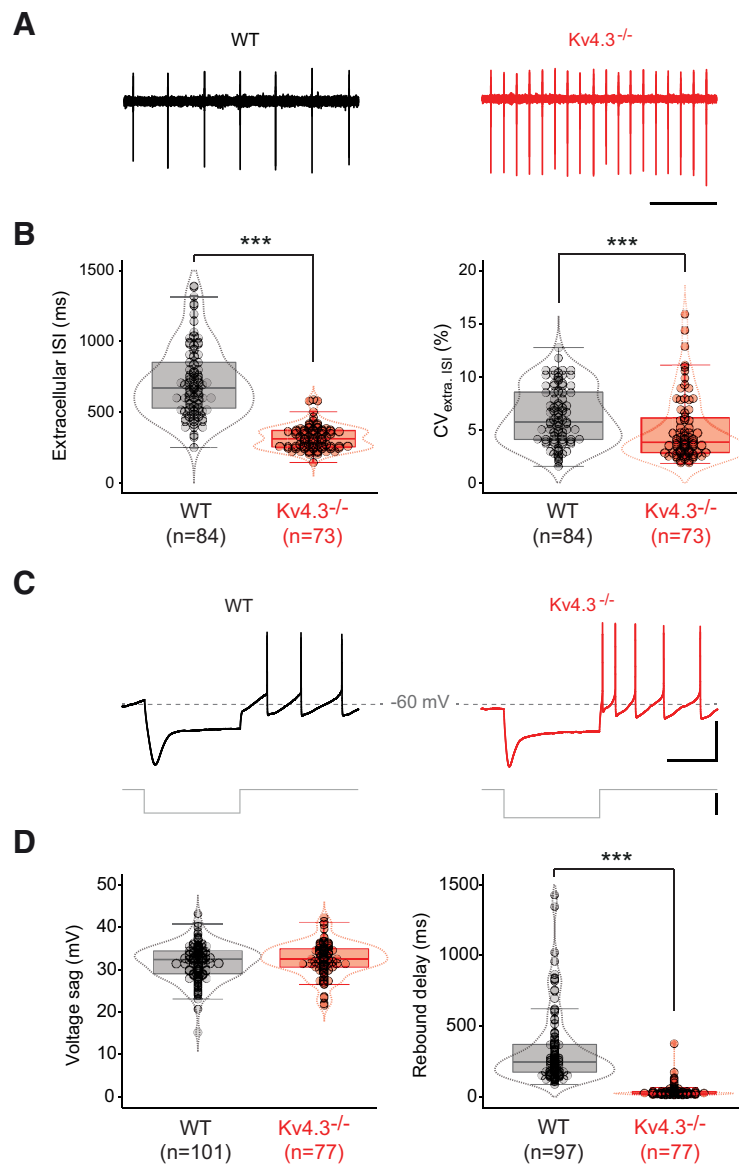 A
WT
Kv4.3-/-
B
***
***
Extracellular ISI (ms)
1500
1000
500
0
WT
(n=84)
Kv4.3-/-
(n=73)
CVextra. ISI (%)
20
15
10
5
0
WT
(n=84)
Kv4.3-/-
(n=73)
C
WT
Kv4.3-/-
-60 mV
D
Voltage sag (mV)
50
40
30
20
10
0
WT
(n=101)
Kv4.3-/-
(n=77)
***
Rebound delay (ms)
1500
1000
500
0
WT
(n=97)
Kv4.3-/-
(n=77)